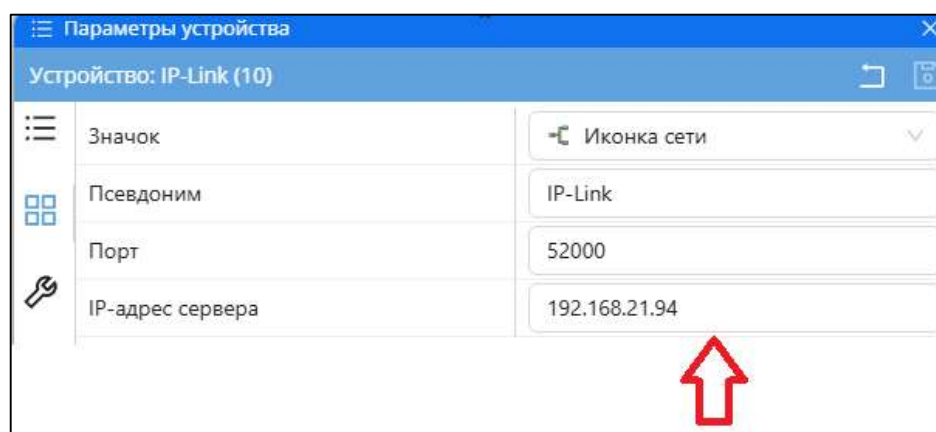 Параметры устройства
Устройство: IP-Link (10)
Значок Иконка сети
Псевдоним IP-Link
Порт 52000
IP-адрес сервера 192.168.21.94